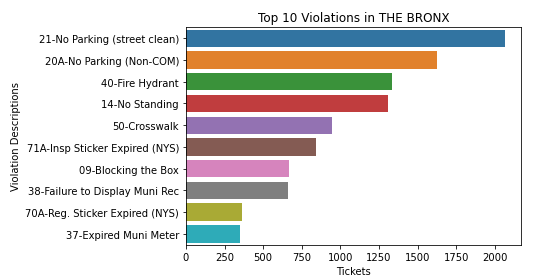 Top 10 Violations in THE BRONX
Violation Descriptions
21-No Parking (street clean)
20A-No Parking (Non-COM)
40-Fire Hydrant
14-No Standing
50-Crosswalk
71A-Insp Sticker Expired (NYS)
09-Blocking the Box
38-Failure to Display Muni Rec
70A-Reg. Sticker Expired (NYS)
37-Expired Muni Meter
0 250 500 750 1000 1250 1500 1750 2000
Tickets